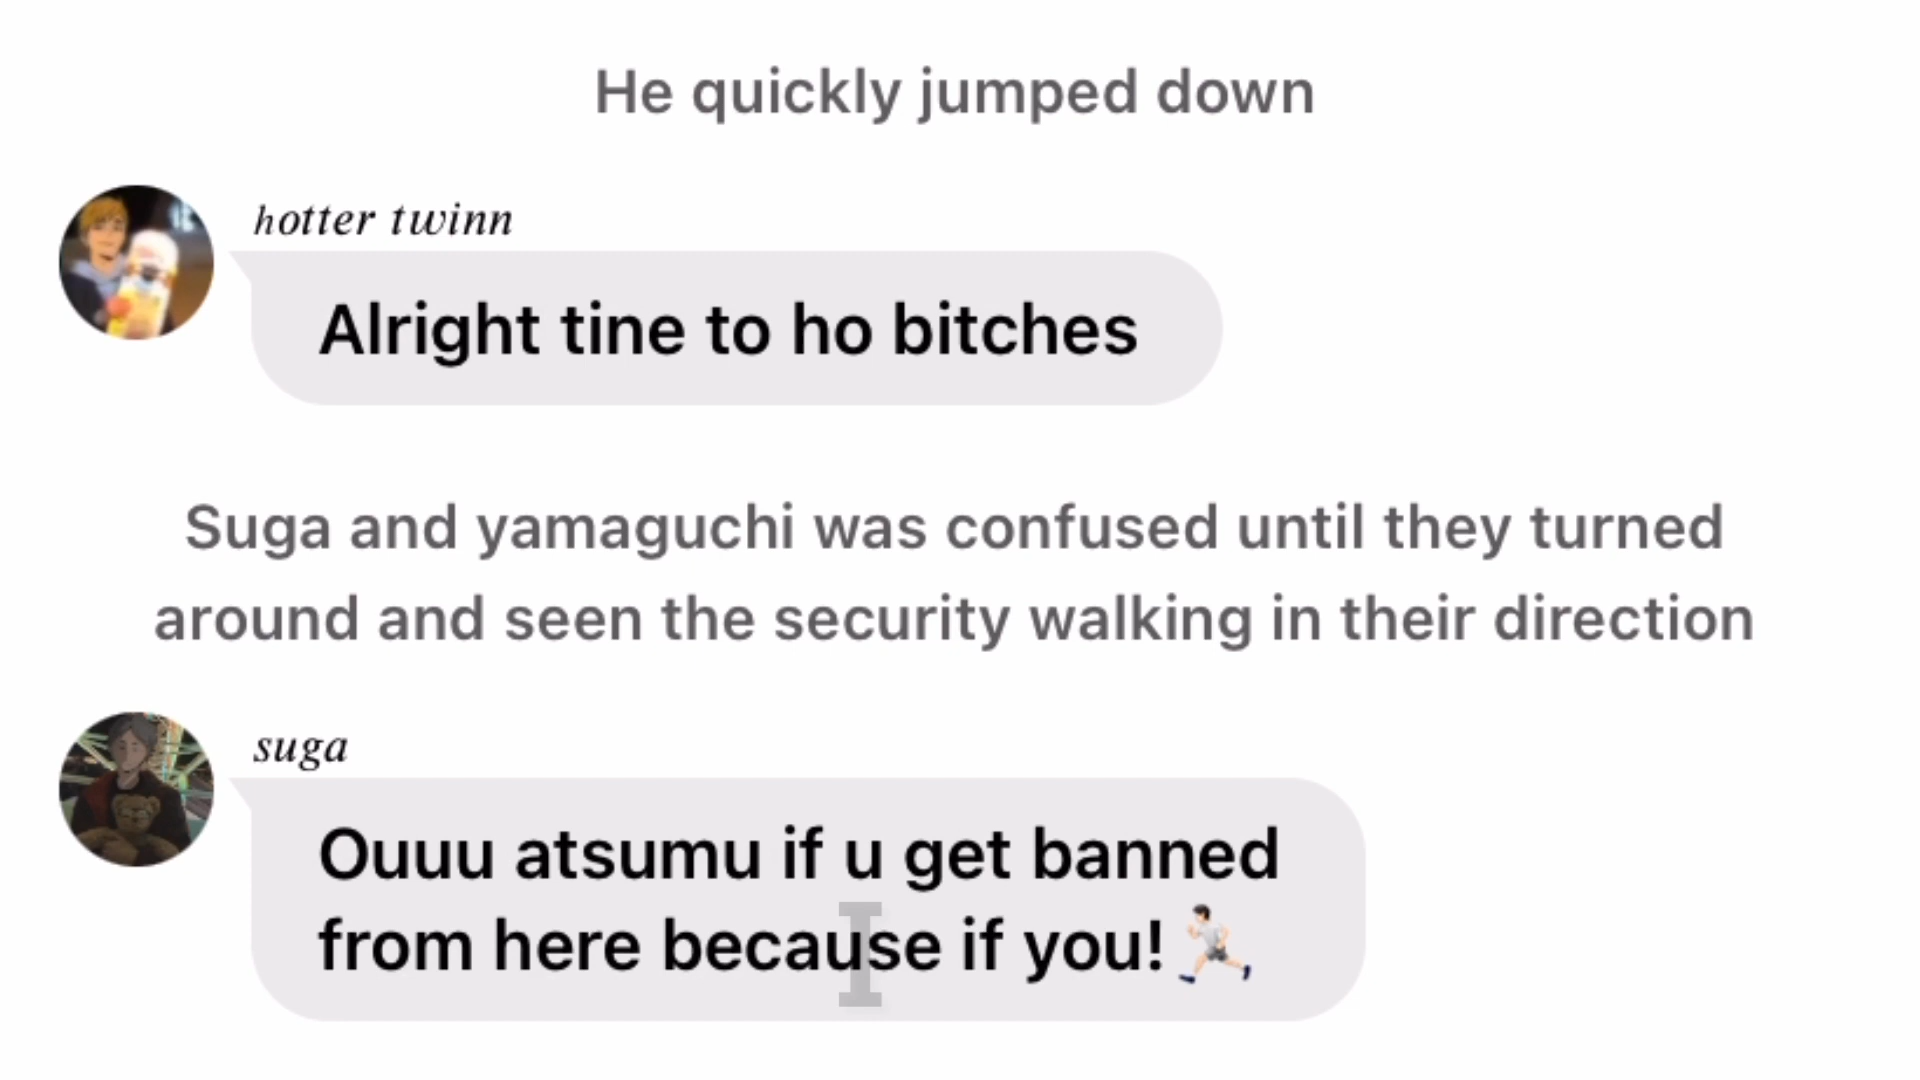 He quickly jumped down
hotter twinn
Alright tine to ho bitches
Suga and yamaguchi was confused until they turned
around and seen the security walking in their direction
suga
Ouuu atsumu if u get banned
from here because if you!🏃🏻